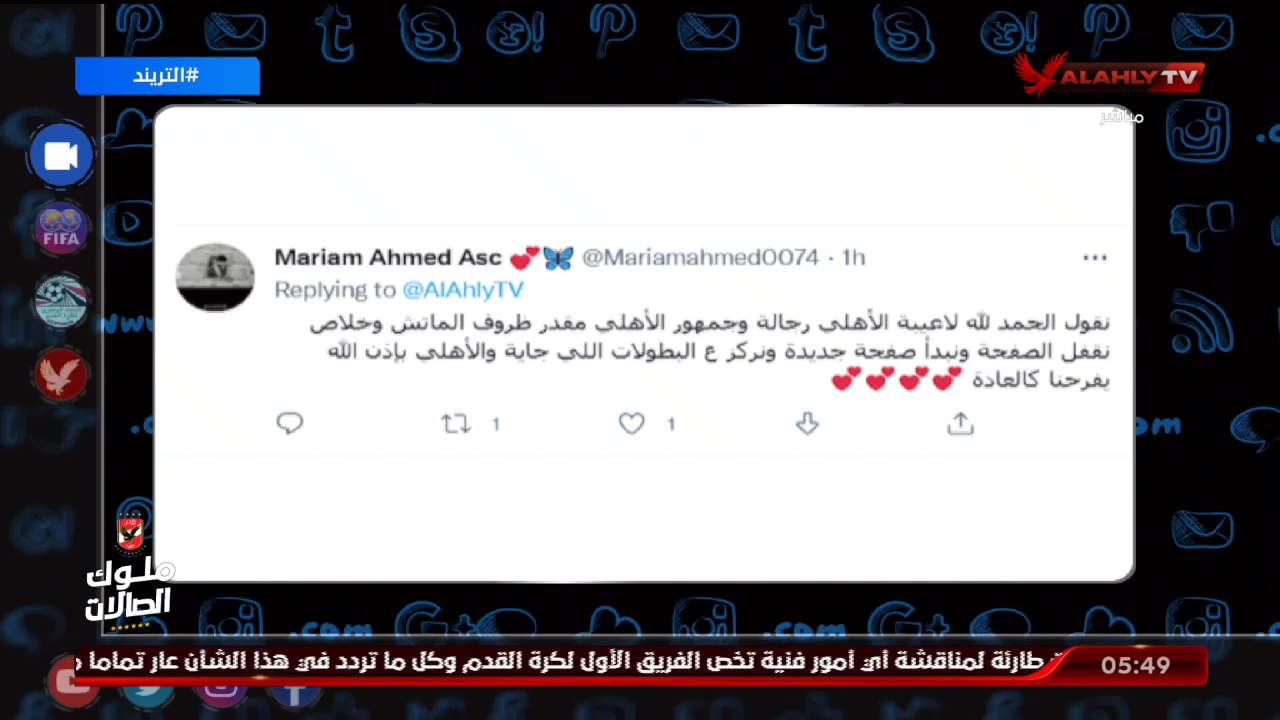 #التريند
ALAHLY TV
مباشر
FIFA
Mariam Ahmed Asc 💕🦋 @Mariamahmed0074 · 1h
Replying to @AlAhlyTV
نقول الحمد لله لاعيبة الأهلي رجالة وجمهور الأهلي مقدر ظروف الماتش وخلاص
نقفل الصفحة ونبدأ صفحة جديدة ونركز ع البطولات اللي جاية والأهلي بإذن الله
يفرحنا كالعادة 💕💕💕💕
1 1
ملوك
الصالات
طارئة لمناقشة أي أمور فنية تخص الفريق الأول لكرة القدم وكل ما تردد في هذا الشأن عار تماما
05:49